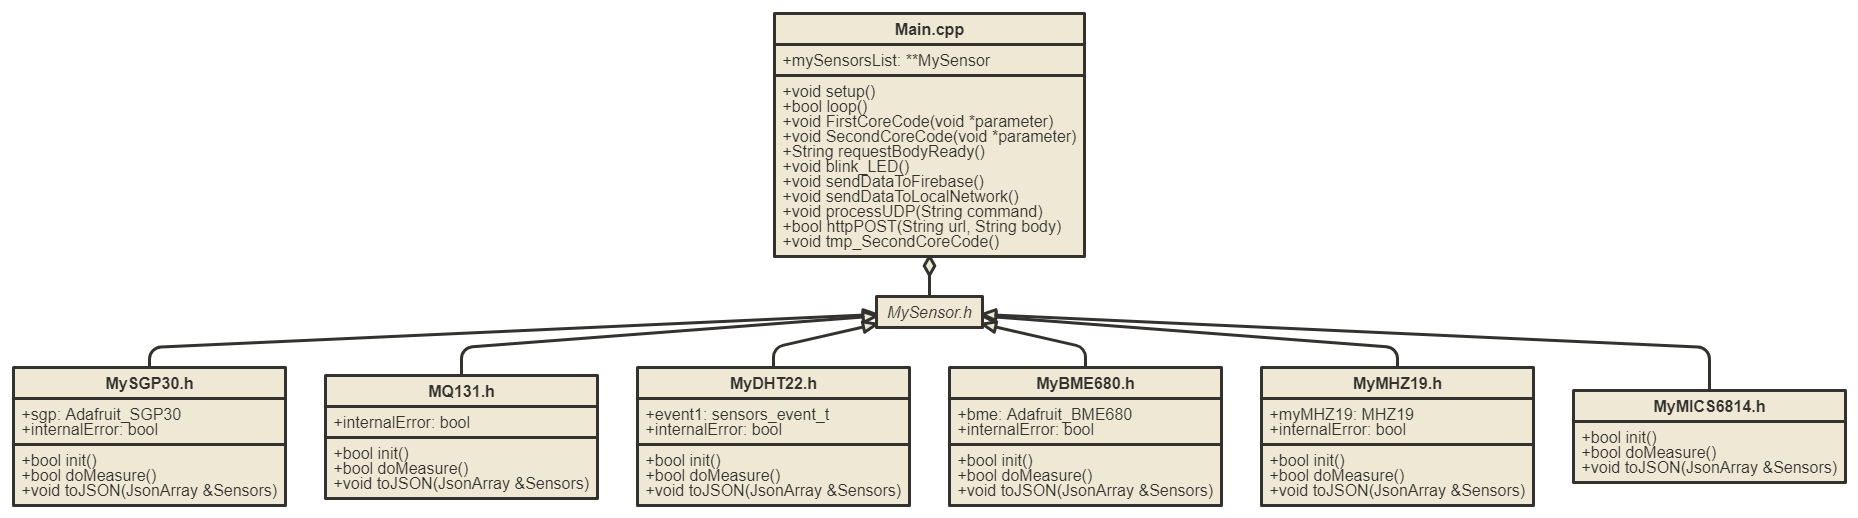 Main.cpp
+mySensorsList: **MySensor
+void setup()
+bool loop()
+void FirstCoreCode(void *parameter)
+void SecondCoreCode(void *parameter)
+String requestBodyReady()
+void blink_LED()
+void sendDataToFirebase()
+void sendDataToLocalNetwork()
+void processUDP(String command)
+bool httpPOST(String url, String body)
+void tmp_SecondCoreCode()
MySensor.h
MySGP30.h
+sgp: Adafruit_SGP30
+internalError: bool
+bool init()
+bool doMeasure()
+void toJSON(JsonArray &Sensors)
MQ131.h
+internalError: bool
+bool init()
+bool doMeasure()
+void toJSON(JsonArray &Sensors)
MyDHT22.h
+event1: sensors_event_t
+internalError: bool
+bool init()
+bool doMeasure()
+void toJSON(JsonArray &Sensors)
MyBME680.h
+bme: Adafruit_BME680
+internalError: bool
+bool init()
+bool doMeasure()
+void toJSON(JsonArray &Sensors)
MyMHZ19.h
+myMHZ19: MHZ19
+internalError: bool
+bool init()
+bool doMeasure()
+void toJSON(JsonArray &Sensors)
MyMICS6814.h
+bool init()
+bool doMeasure()
+void toJSON(JsonArray &Sensors)